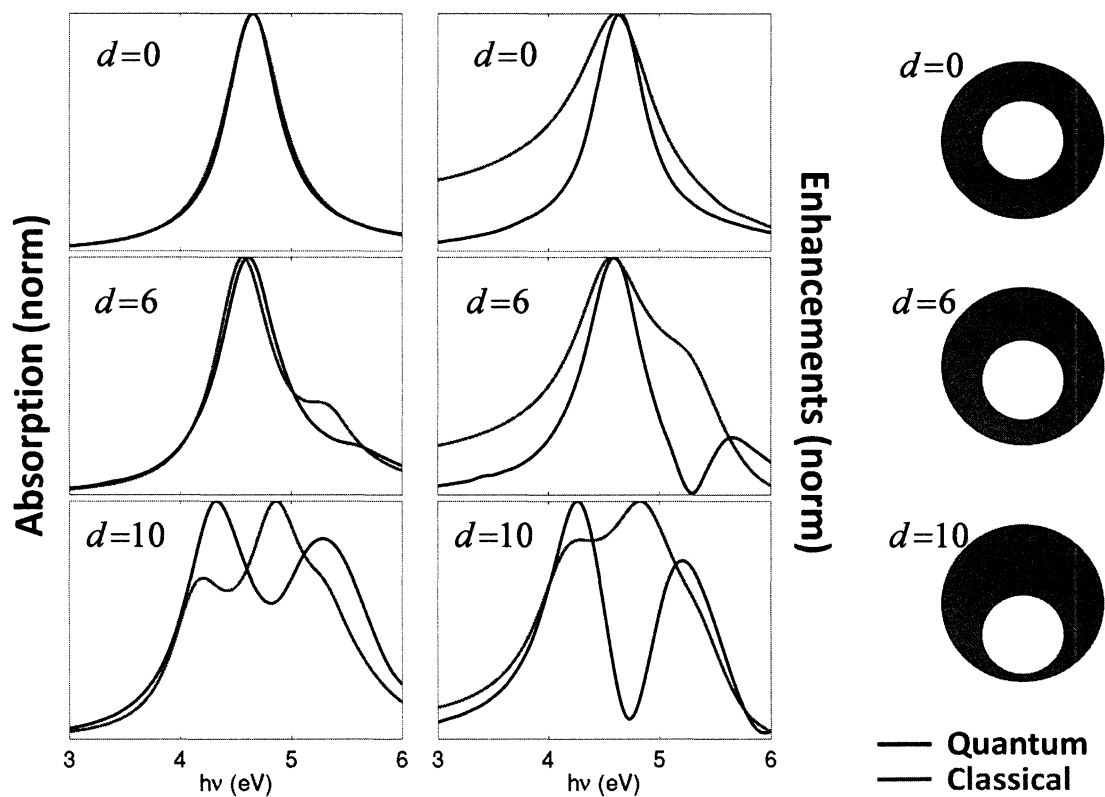 Absorption (norm)
d=0
d=6
d=10
3 4 5 6
hν (eV)
d=0
d=6
d=10
3 4 5 6
hν (eV)
Enhancements (norm)
d=0
d=6
d=10
Quantum
Classical